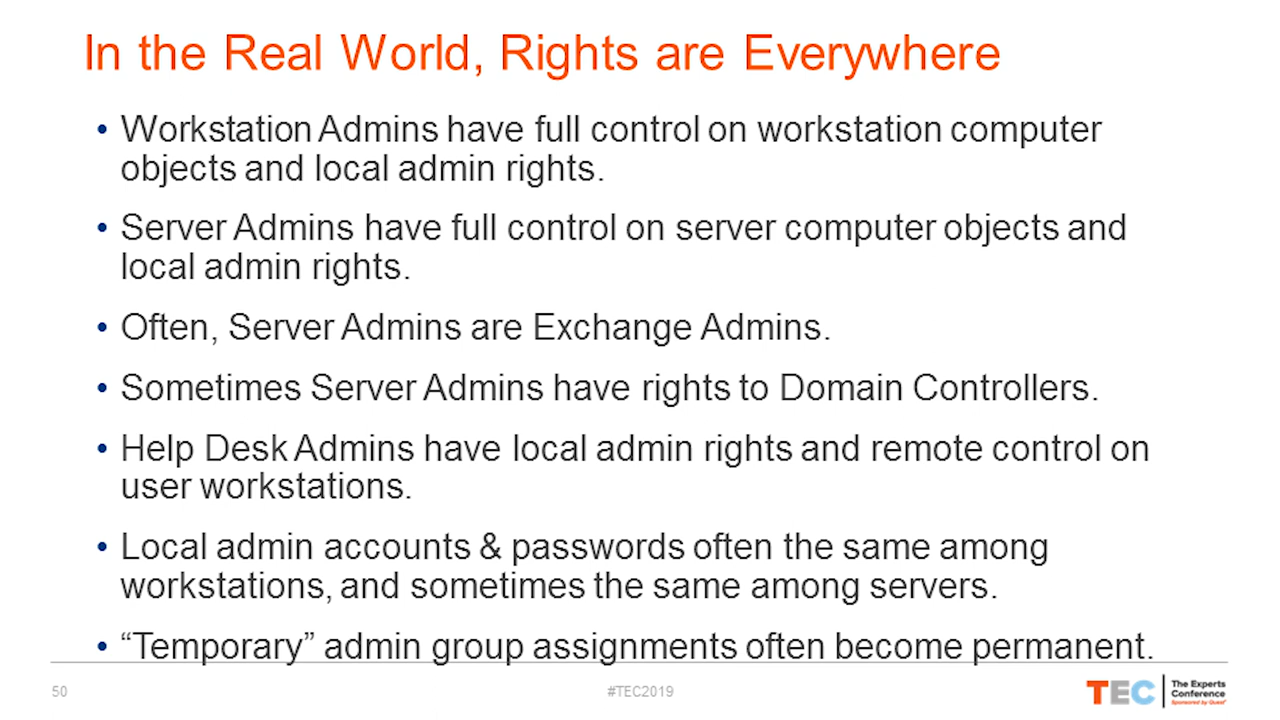 In the Real World, Rights are Everywhere
• Workstation Admins have full control on workstation computer
objects and local admin rights.
• Server Admins have full control on server computer objects and
local admin rights.
• Often, Server Admins are Exchange Admins.
• Sometimes Server Admins have rights to Domain Controllers.
• Help Desk Admins have local admin rights and remote control on
user workstations.
• Local admin accounts & passwords often the same among
workstations, and sometimes the same among servers.
• “Temporary” admin group assignments often become permanent.
50
#TEC2019
TEC
The Experts
Conference
Sponsored by Quest